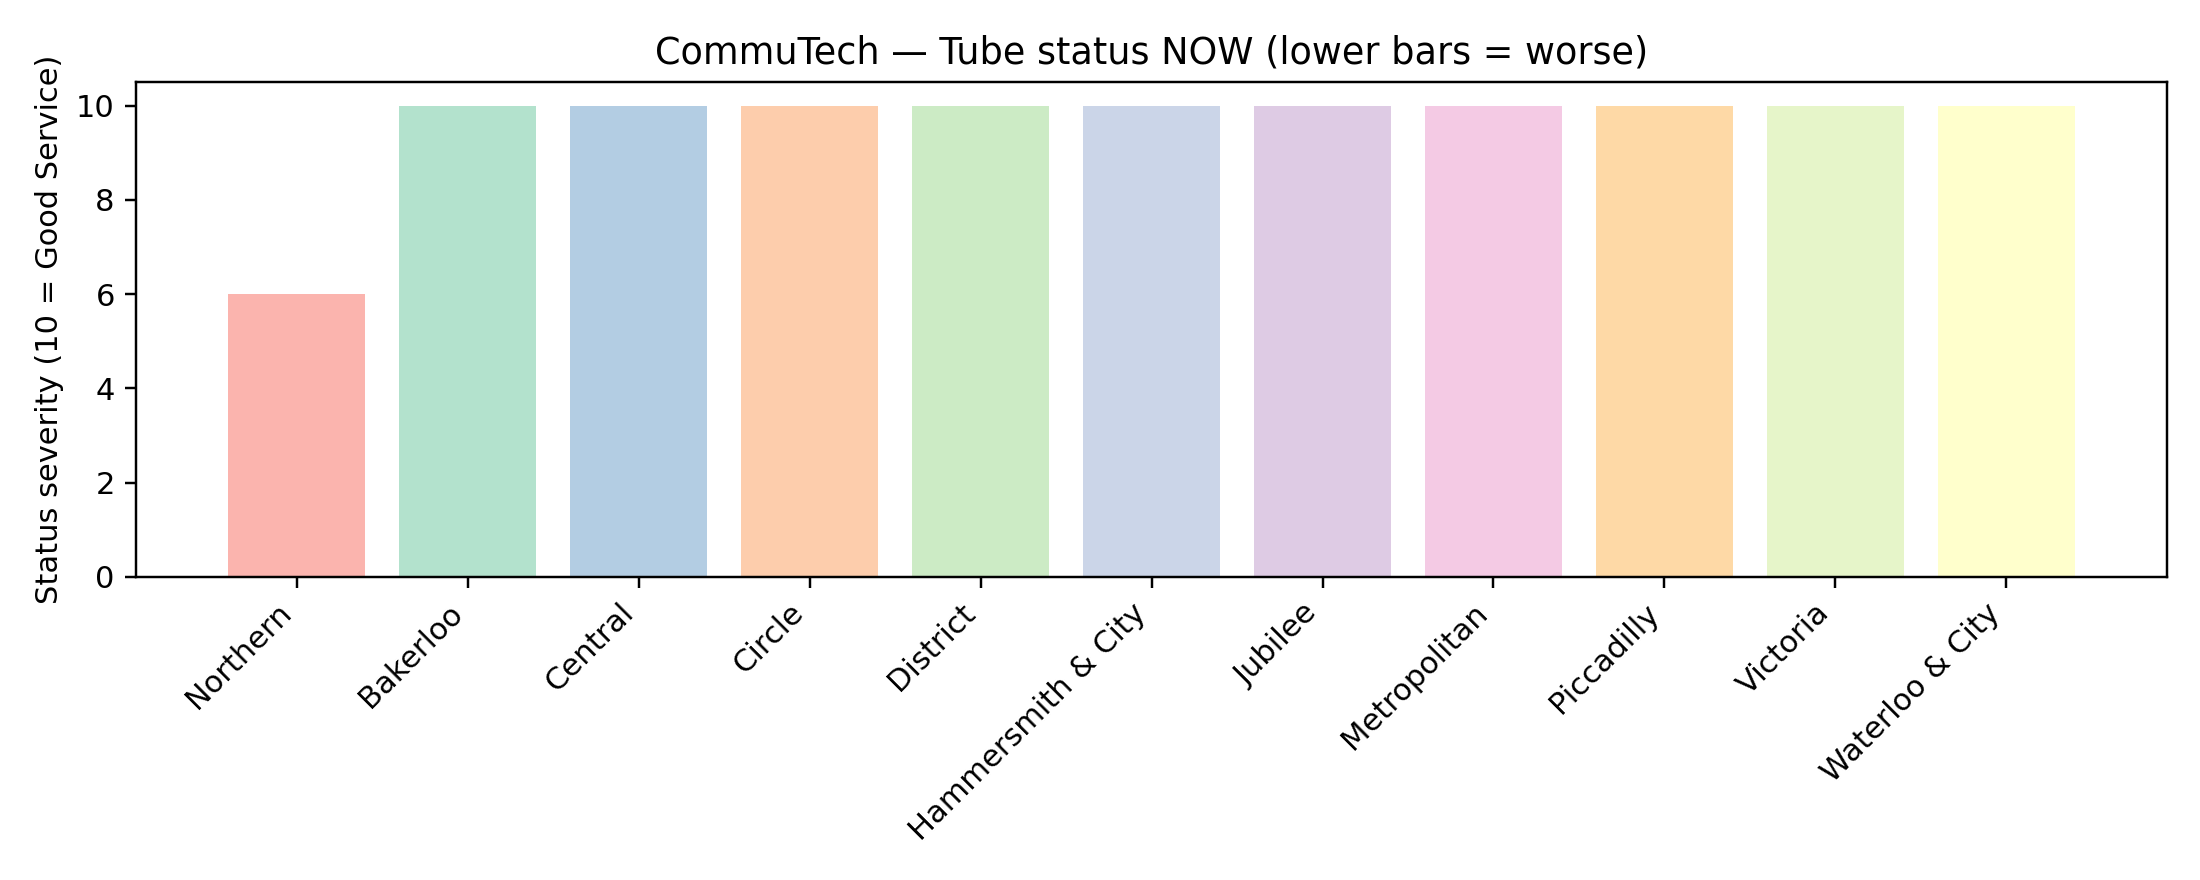 CommuTech — Tube status NOW (lower bars = worse)
Status severity (10 = Good Service)
10
8
6
4
2
0
Northern
Bakerloo
Central
Circle
District
Hammersmith & City
Jubilee
Metropolitan
Piccadilly
Victoria
Waterloo & City